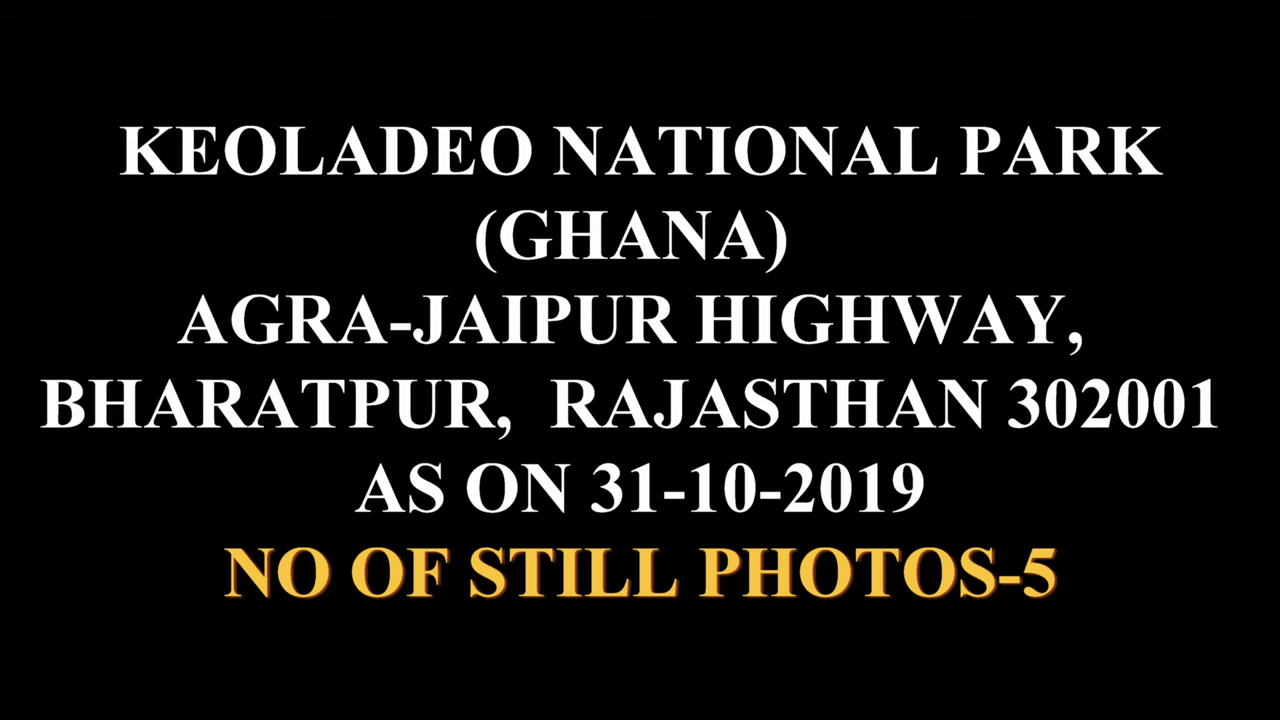 KEOLADEO NATIONAL PARK
(GHANA)
AGRA-JAIPUR HIGHWAY,
BHARATPUR, RAJASTHAN 302001
AS ON 31-10-2019
NO OF STILL PHOTOS-5